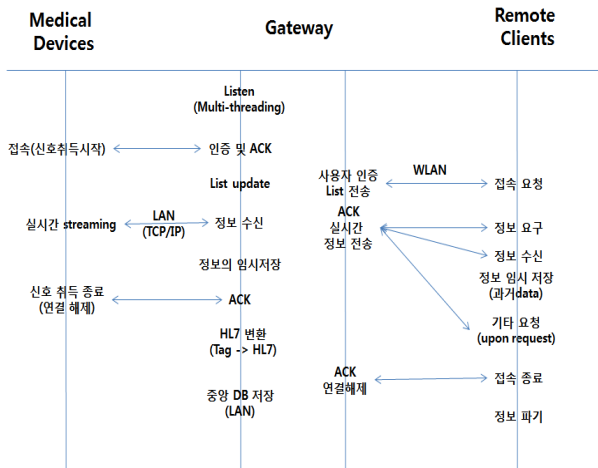 Medical
Devices
Gateway
Remote
Clients
Listen
(Multi-threading)
접속(신호취득시작)
인증 및 ACK
List update
사용자 인증
List 전송
WLAN
접속 요청
실시간 streaming
LAN
(TCP/IP)
정보 수신
ACK
실시간
정보 전송
정보 요구
정보 수신
정보의 임시저장
정보 임시 저장
(과거data)
신호 취득 종료
(연결 해제)
ACK
기타 요청
(upon request)
HL7 변환
(Tag -> HL7)
ACK
연결해제
접속 종료
중앙 DB 저장
(LAN)
정보 파기